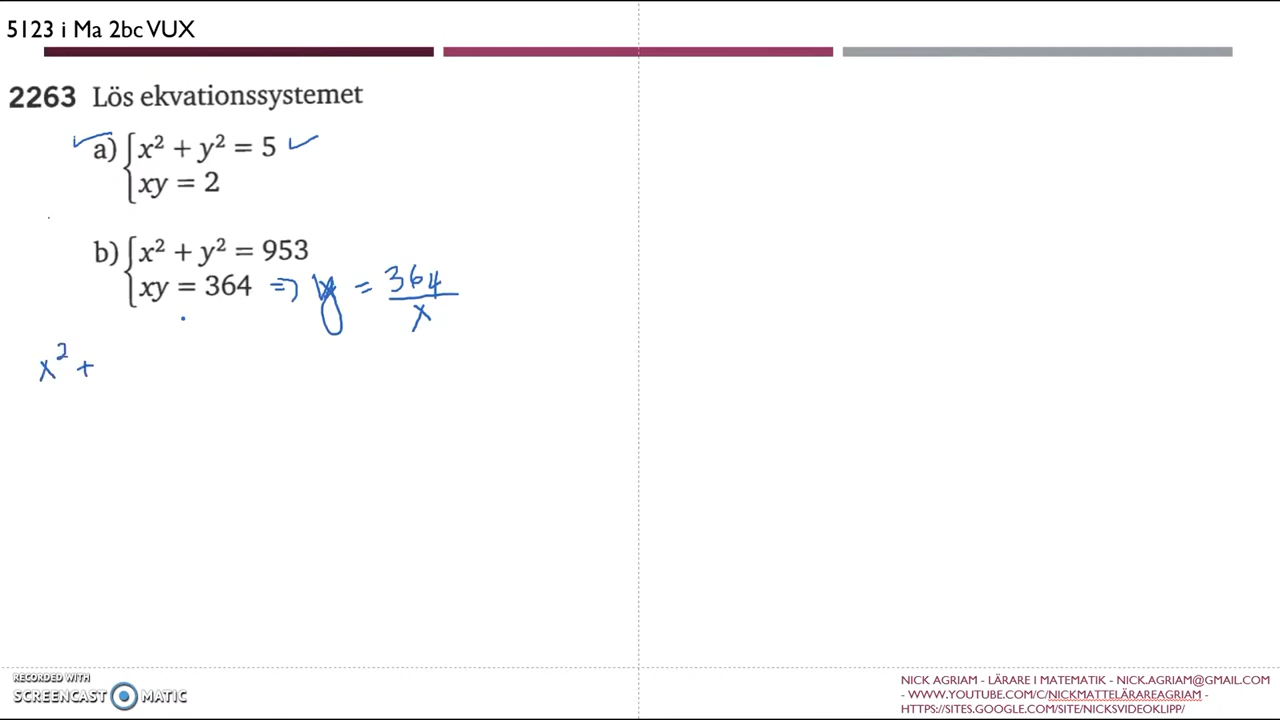 5123 i Ma 2bc VUX
2263 Lös ekvationssystemet
a) { x² + y² = 5
xy = 2
b) { x² + y² = 953
xy = 364 => y = 364/x
x² +
RECORDED WITH
SCREENCAST MATIC
NICK AGRIAM - LÄRARE I MATEMATIK - NICK.AGRIAM@GMAIL.COM
- WWW.YOUTUBE.COM/C/NICKMATTELÄRAREAGRIAM -
HTTPS://SITES.GOOGLE.COM/SITE/NICKSVIDEOKLIPP/